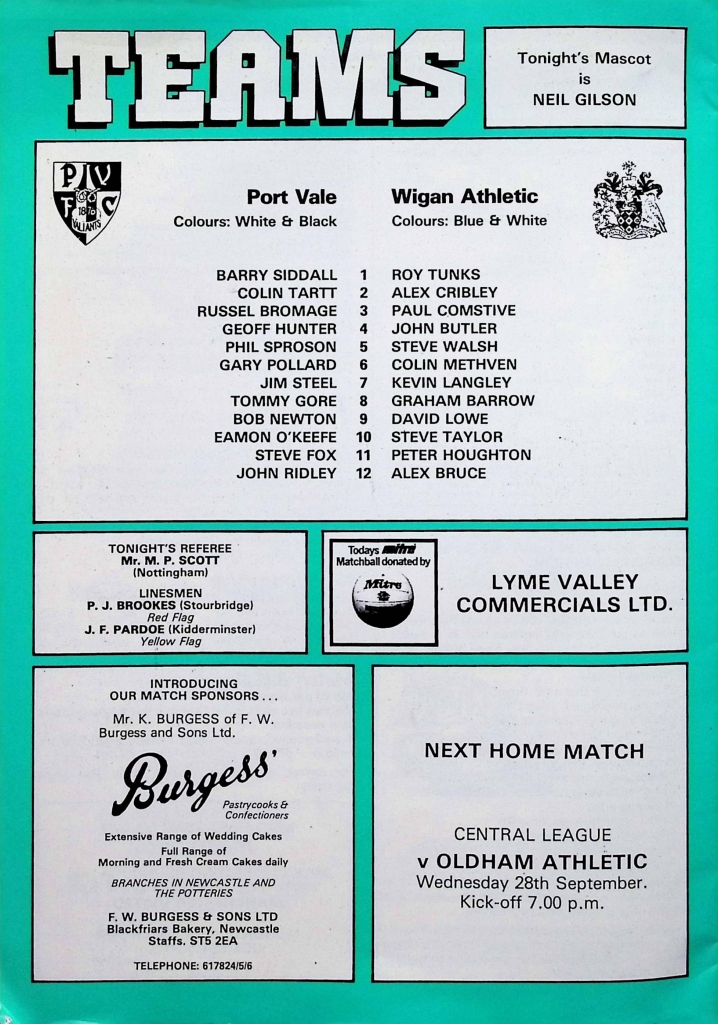 TEAMS
Tonight's Mascot
is
NEIL GILSON
P V
F C
1876
VALIANTS
Port Vale
Colours: White & Black
Wigan Athletic
Colours: Blue & White
BARRY SIDDALL 1 ROY TUNKS
COLIN TARTT 2 ALEX CRIBLEY
RUSSEL BROMAGE 3 PAUL COMSTIVE
GEOFF HUNTER 4 JOHN BUTLER
PHIL SPROSON 5 STEVE WALSH
GARY POLLARD 6 COLIN METHVEN
JIM STEEL 7 KEVIN LANGLEY
TOMMY GORE 8 GRAHAM BARROW
BOB NEWTON 9 DAVID LOWE
EAMON O'KEEFE 10 STEVE TAYLOR
STEVE FOX 11 PETER HOUGHTON
JOHN RIDLEY 12 ALEX BRUCE
TONIGHT'S REFEREE
Mr. M. P. SCOTT
(Nottingham)
LINESMEN
P. J. BROOKES (Stourbridge)
Red Flag
J. F. PARDOE (Kidderminster)
Yellow Flag
Todays mitre
Matchball donated by
Mitre
LYME VALLEY
COMMERCIALS LTD.
INTRODUCING
OUR MATCH SPONSORS...
Mr. K. BURGESS of F. W.
Burgess and Sons Ltd.
Burgess'
Pastrycooks &
Confectioners
Extensive Range of Wedding Cakes
Full Range of
Morning and Fresh Cream Cakes daily
BRANCHES IN NEWCASTLE AND
THE POTTERIES
F. W. BURGESS & SONS LTD
Blackfriars Bakery, Newcastle
Staffs. ST5 2EA
TELEPHONE: 617824/5/6
NEXT HOME MATCH
CENTRAL LEAGUE
v OLDHAM ATHLETIC
Wednesday 28th September.
Kick-off 7.00 p.m.